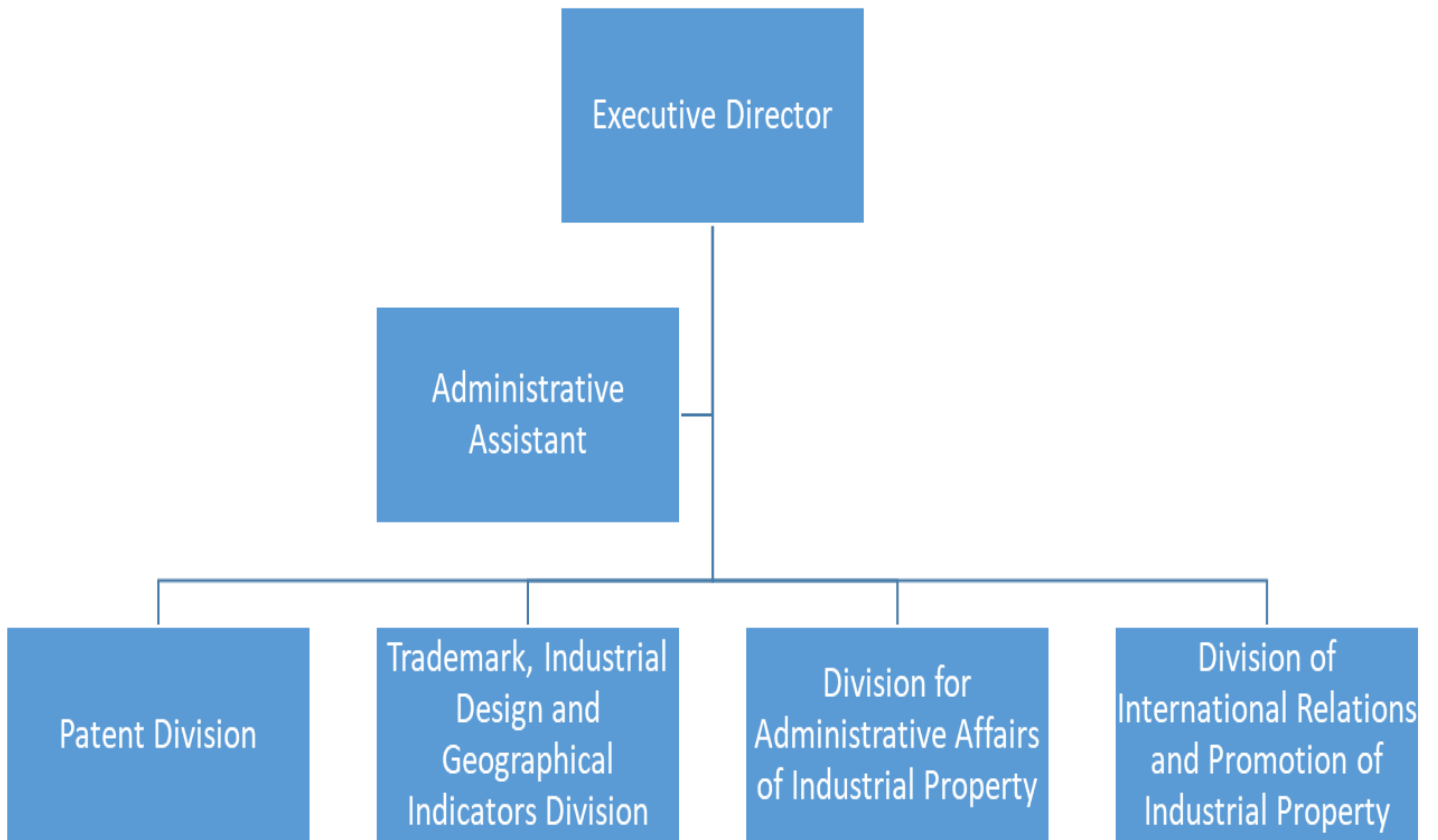 Executive Director
Administrative
Assistant
Patent Division
Trademark, Industrial
Design and
Geographical
Indicators Division
Division for
Administrative Affairs
of Industrial Property
Division of
International Relations
and Promotion of
Industrial Property